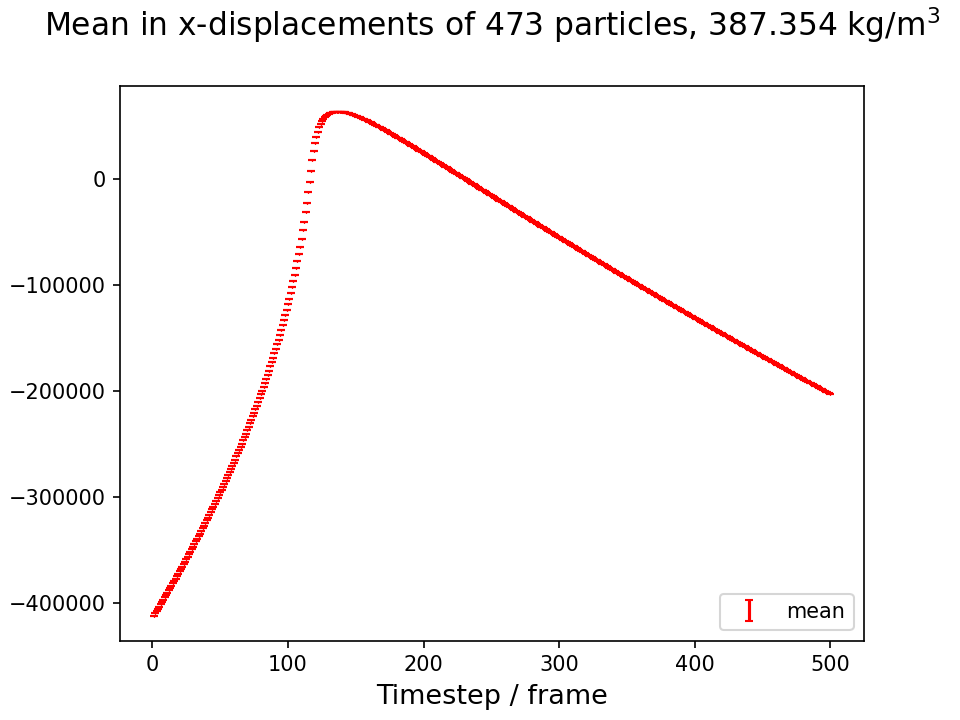 Mean in x-displacements of 473 particles, 387.354 kg/m³
0
−100000
−200000
−300000
−400000
mean
0 100 200 300 400 500
Timestep / frame